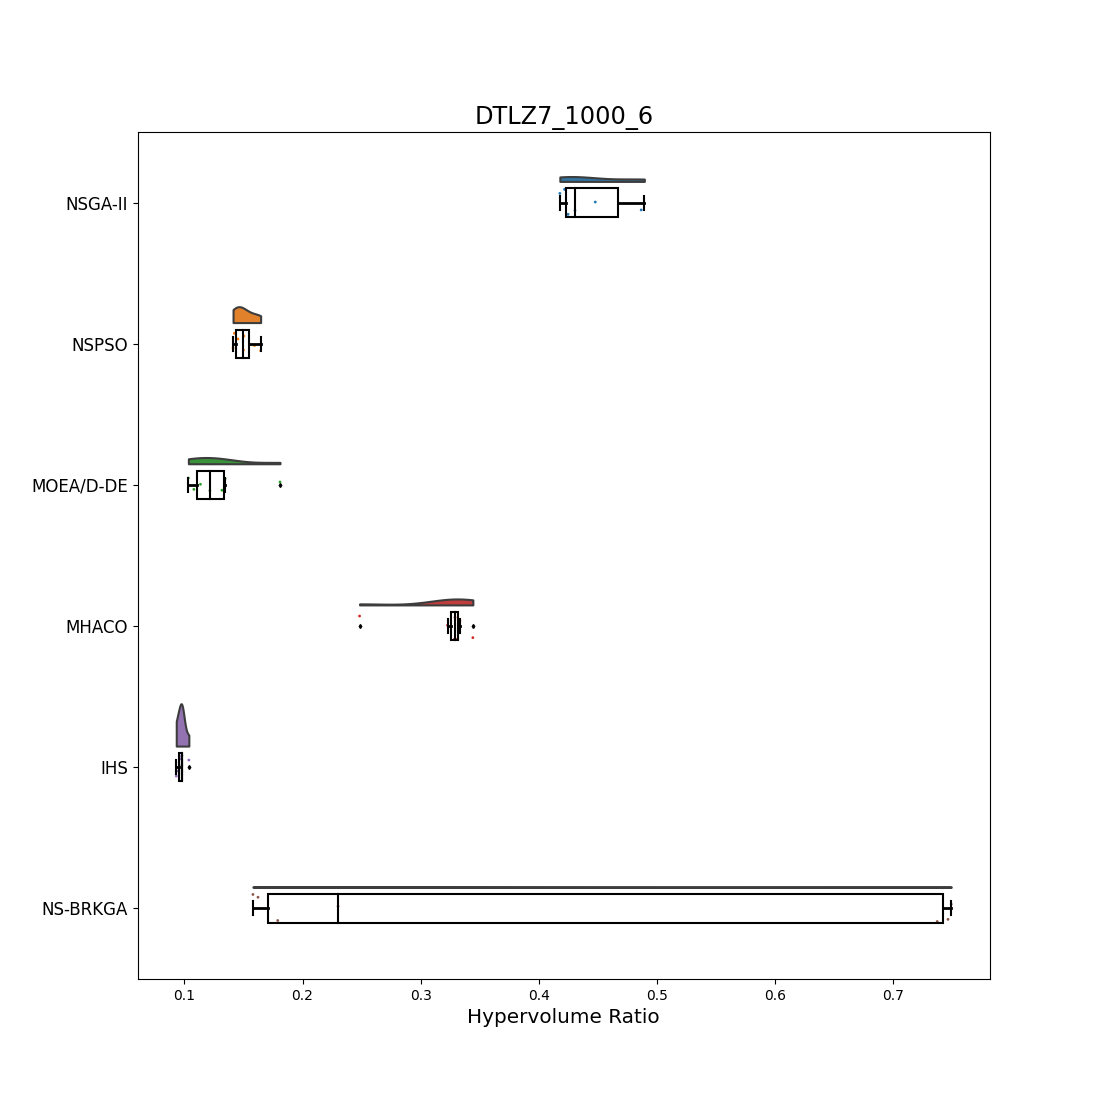 DTLZ7_1000_6
NSGA-II
NSPSO
MOEA/D-DE
MHACO
IHS
NS-BRKGA
0.1 0.2 0.3 0.4 0.5 0.6 0.7
Hypervolume Ratio